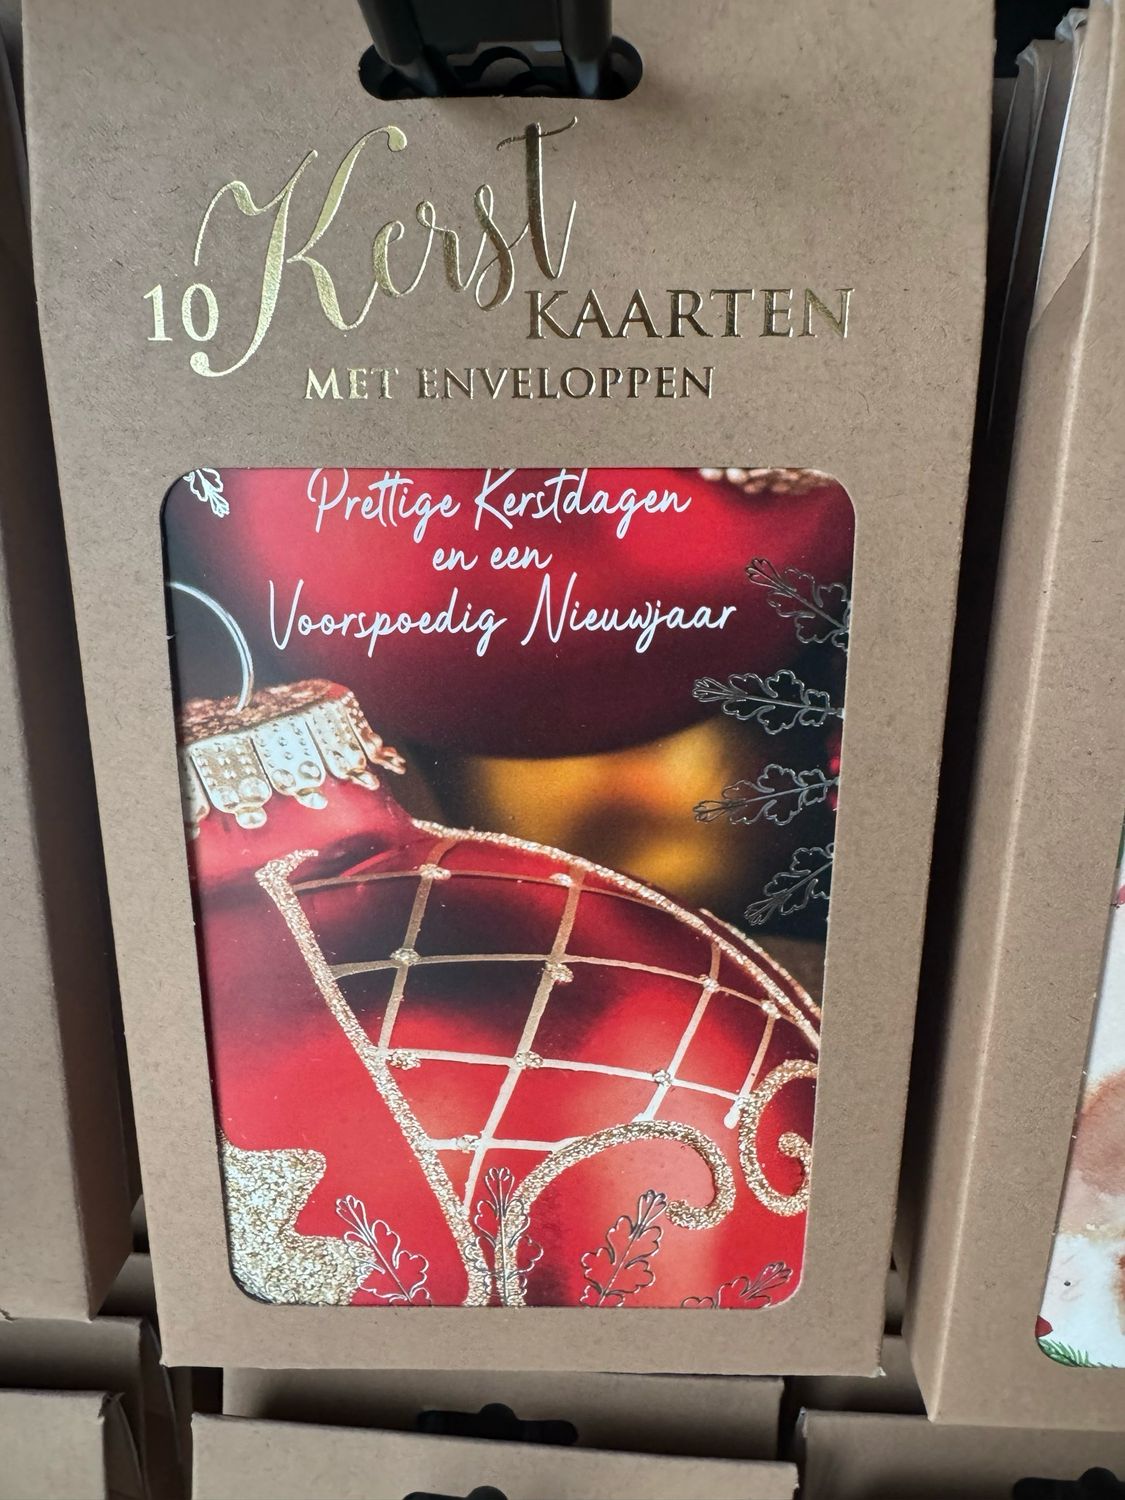 10 Kerst
KAARTEN
MET ENVELOPPEN
Prettige Kerstdagen
en een
Voorspoedig Nieuwjaar